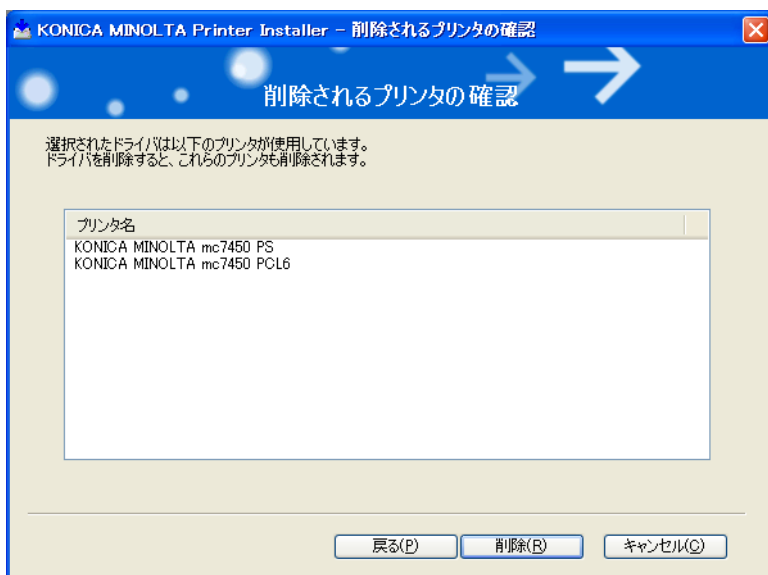 KONICA MINOLTA Printer Installer - 削除されるプリンタの確認
削除されるプリンタの確認
選択されたドライバは以下のプリンタが使用しています。
ドライバを削除すると、これらのプリンタも削除されます。
プリンタ名
KONICA MINOLTA mc7450 PS
KONICA MINOLTA mc7450 PCL6
戻る(P) 削除(R) キャンセル(C)